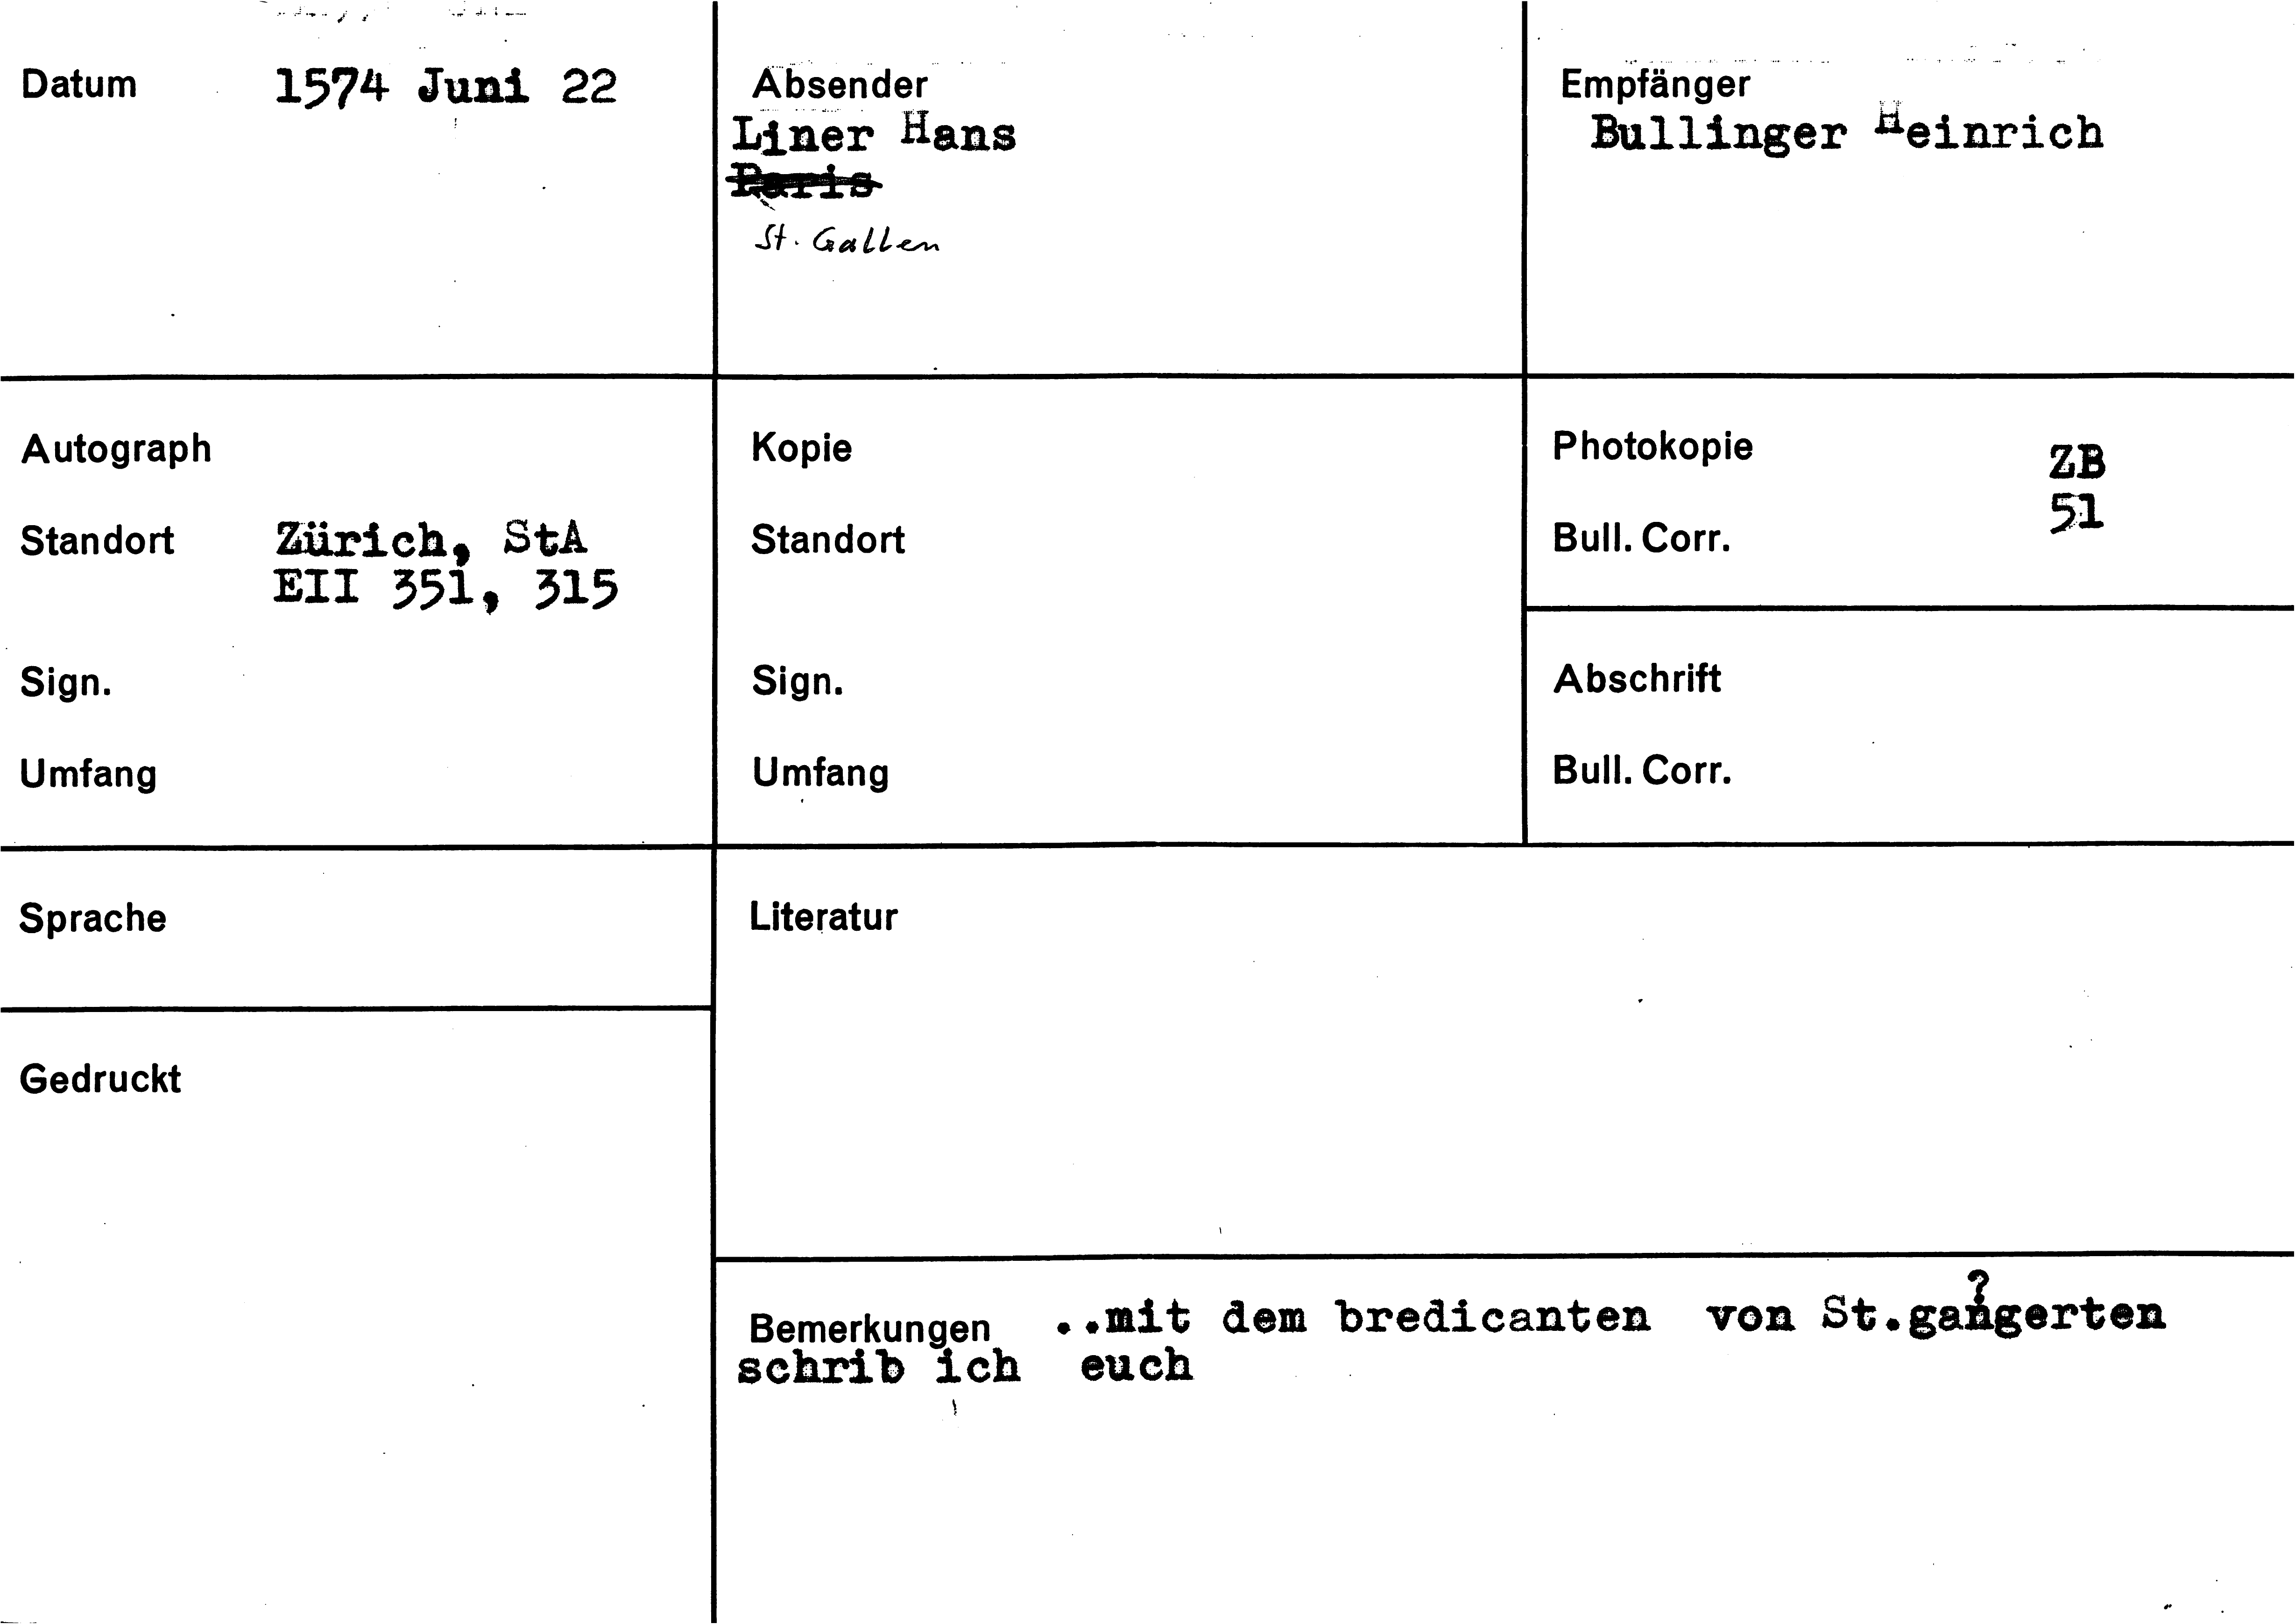 Datum 1574 Juni 22
Absender
Liner Hans
Paris
St. Gallen
Empfänger
Bullinger Heinrich
Autograph
Standort Zürich, StA
EII 351, 315
Sign.
Umfang
Kopie
Standort
Sign.
Umfang
Photokopie ZB
Bull. Corr. 51
Abschrift
Bull. Corr.
Sprache
Literatur
Gedruckt
?
Bemerkungen ..mit dem bredicanten von St.gangerten
schrib ich euch